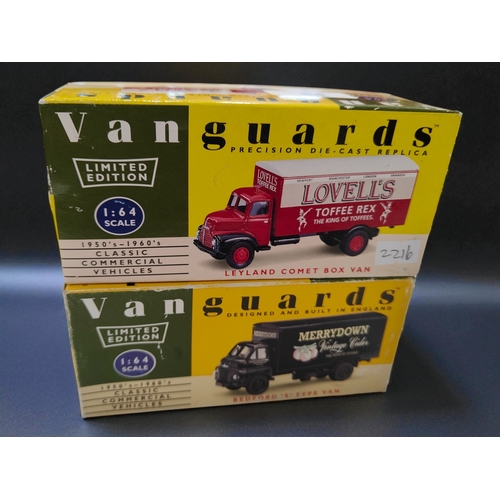 Vanguards™
PRECISION DIE-CAST REPLICA
LIMITED
EDITION
1:64
SCALE
1950's–1960's
CLASSIC
COMMERCIAL
VEHICLES
LOVELL'S
TOFFEE REX
THE KING OF TOFFEES.
2216
LEYLAND COMET BOX VAN
Vanguards™
DESIGNED AND BUILT IN ENGLAND
LIMITED
EDITION
1:64
SCALE
1950's–1960's
CLASSIC
COMMERCIAL
VEHICLES
MERRYDOWN
Vintage Cider
BEDFORD 'S' TYPE VAN